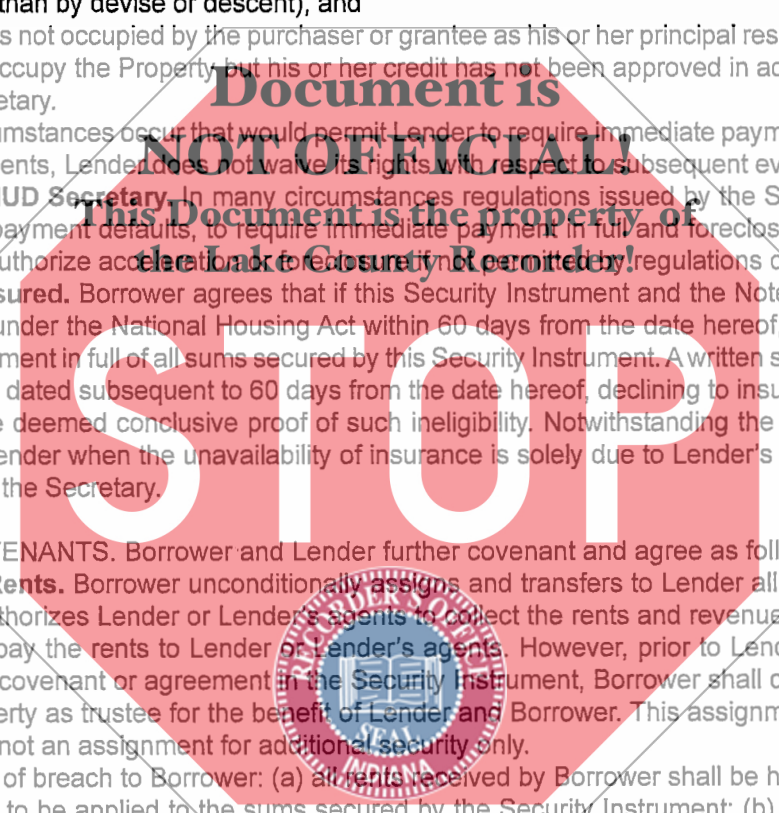 than by devise or descent), and
s not occupied by the purchaser or grantee as his or her principal res
ccupy the Property but his or her credit has not been approved in ac
etary.
Document is
umstances occur that would permit Lender to require immediate paym
NOT OFFICIAL!
ents, Lender does not waive its rights with respect to subsequent ev
IUD Secretary. In many circumstances regulations issued by the S
This Document is the property of
payment defaults, to require immediate payment in full and foreclos
the Lake County Recorder!
uthorize acceleration or foreclosure if not permitted by regulations o
sured. Borrower agrees that if this Security Instrument and the Note
under the National Housing Act within 60 days from the date hereof,
ment in full of all sums secured by this Security Instrument. A written s
dated subsequent to 60 days from the date hereof, declining to insu
e deemed conclusive proof of such ineligibility. Notwithstanding the
ender when the unavailability of insurance is solely due to Lender's
the Secretary.
STOP
ENANTS. Borrower and Lender further covenant and agree as foll
ents. Borrower unconditionally assigns and transfers to Lender all
thorizes Lender or Lender's agents to collect the rents and revenue
pay the rents to Lender or Lender's agents. However, prior to Lend
covenant or agreement in the Security Instrument, Borrower shall c
erty as trustee for the benefit of Lender and Borrower. This assignm
not an assignment for additional security only.
of breach to Borrower: (a) all rents received by Borrower shall be h
to be applied to the sums secured by the Security Instrument; (b)
RECORDER'S OFFICE
SEAL
INDIANA